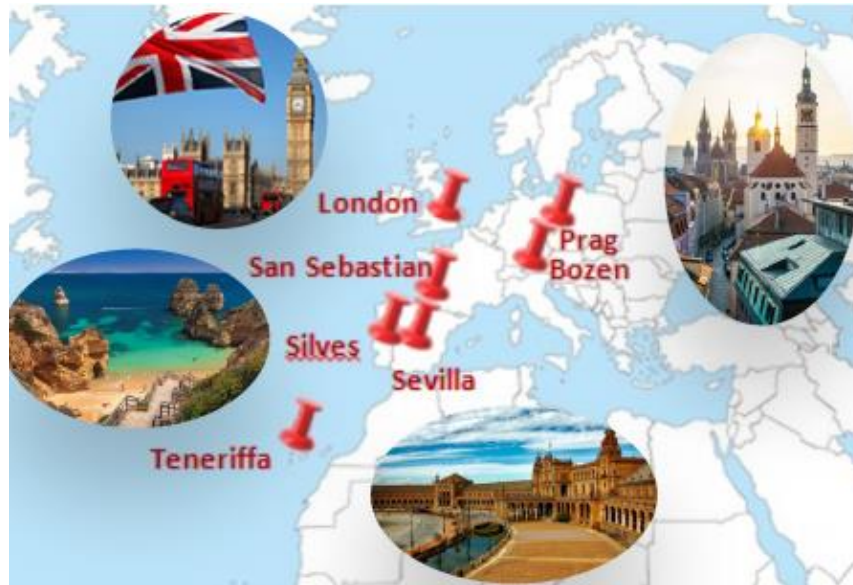 London
Prag
Bozen
San Sebastian
Silves
Sevilla
Teneriffa